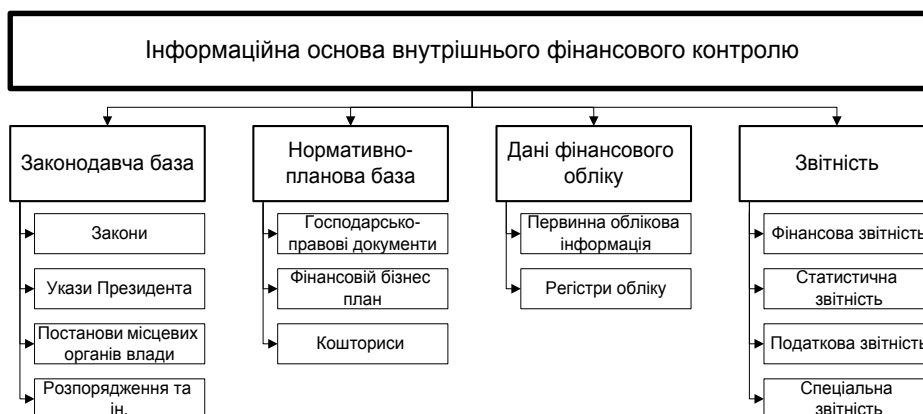 Інформаційна основа внутрішнього фінансового контролю
Законодавча база
Закони
Укази Президента
Постанови місцевих
органів влади
Розпорядження та
ін.
Нормативно-
планова база
Господарсько-
правові документи
Фінансовій бізнес
план
Кошториси
Дані фінансового
обліку
Первинна облікова
інформація
Регістри обліку
Звітність
Фінансова звітність
Статистична
звітність
Податкова звітність
Спеціальна
звітність